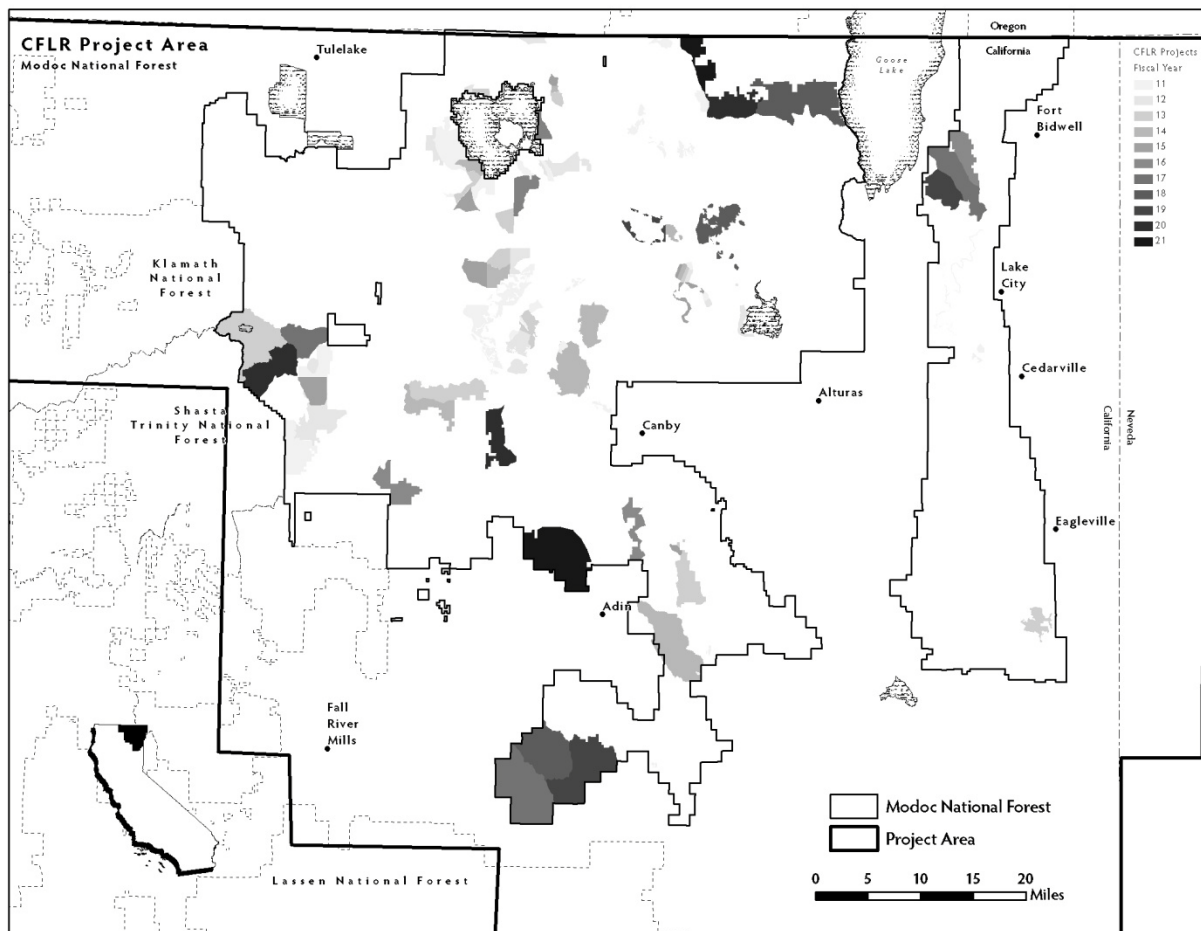 CFLR Project Area
Modoc National Forest
Tulelake
Goose
Lake
Oregon
California
CFLR Projects
Fiscal Year
11
12
13
14
15
16
17
18
19
20
21
Fort
Bidwell
Klamath
National
Forest
Lake
City
Cedarville
Alturas
Shasta
Trinity National
Forest
Canby
California
Neveda
Eagleville
Adin
Fall
River
Mills
Modoc National Forest
Project Area
Lassen National Forest
0 5 10 15 20
Miles